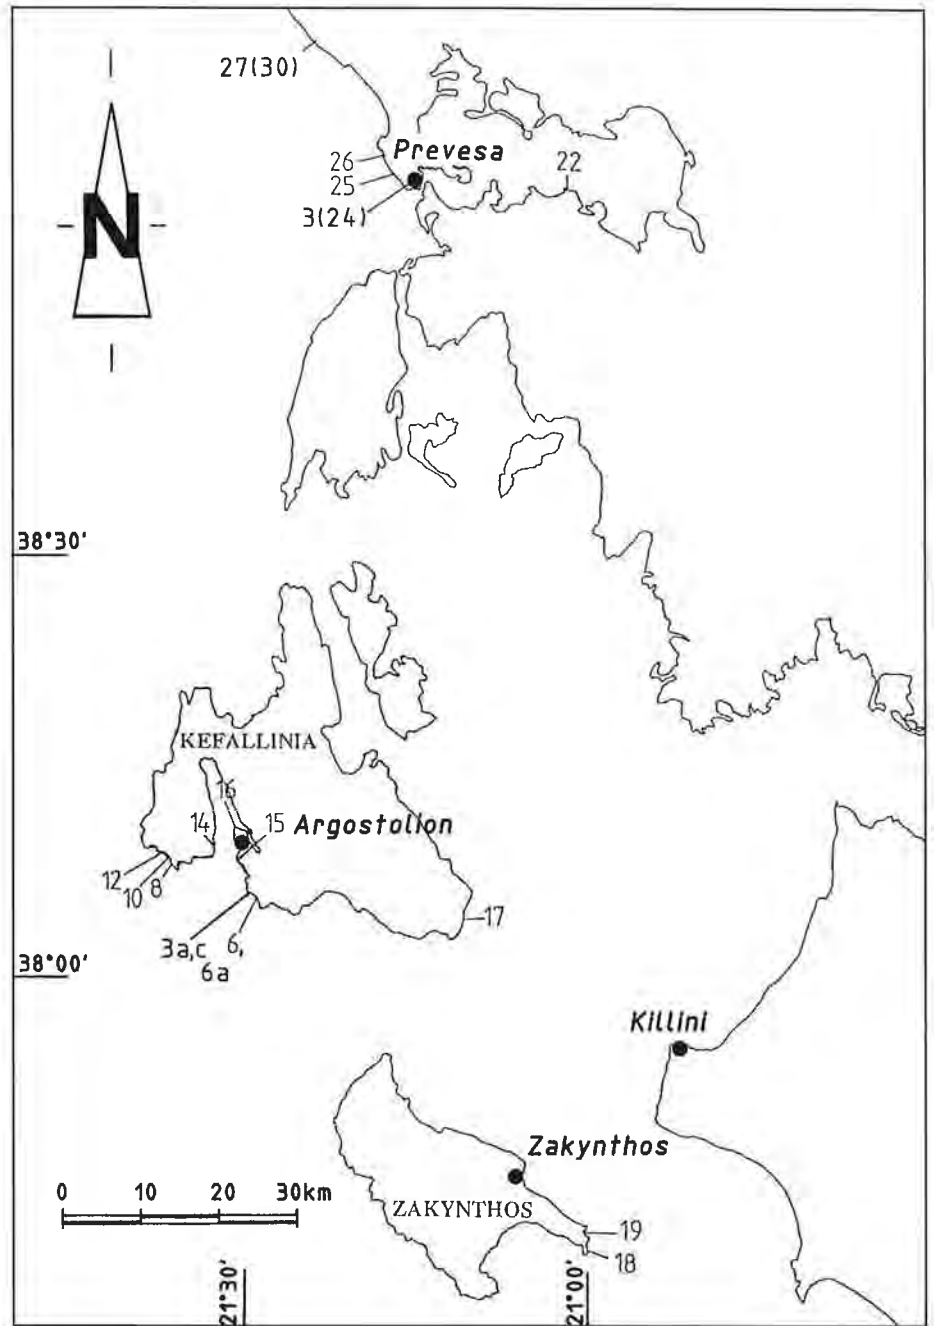 27(30)
Prevesa
26
25
22
3(24)
N
38°30'
KEFALLINIA
16
14
15
Argostolion
12
10
8
17
3a,c
6,
6a
38°00'
Killini
Zakynthos
0 10 20 30km
ZAKYNTHOS
19
18
21°30'
21°00'